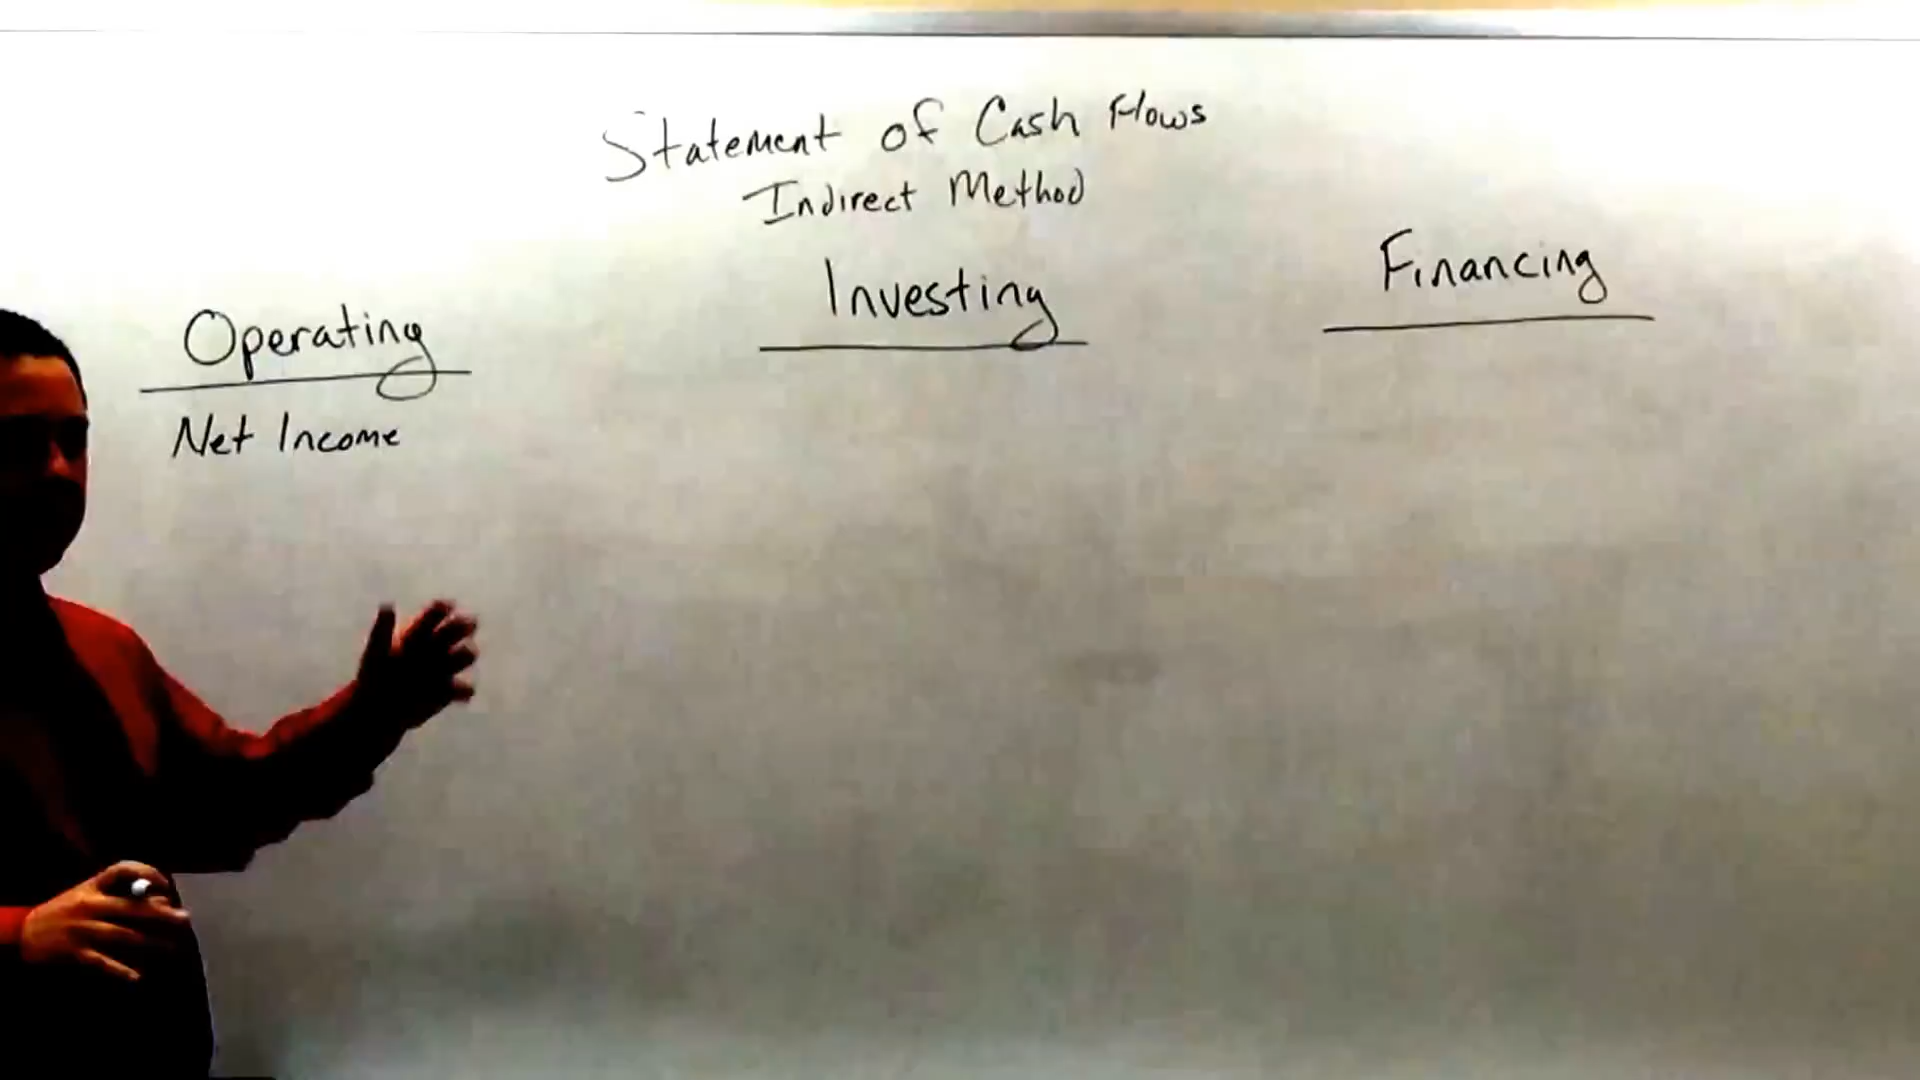 Statement of Cash Flows
Indirect Method
Operating
Investing
Financing
Net Income